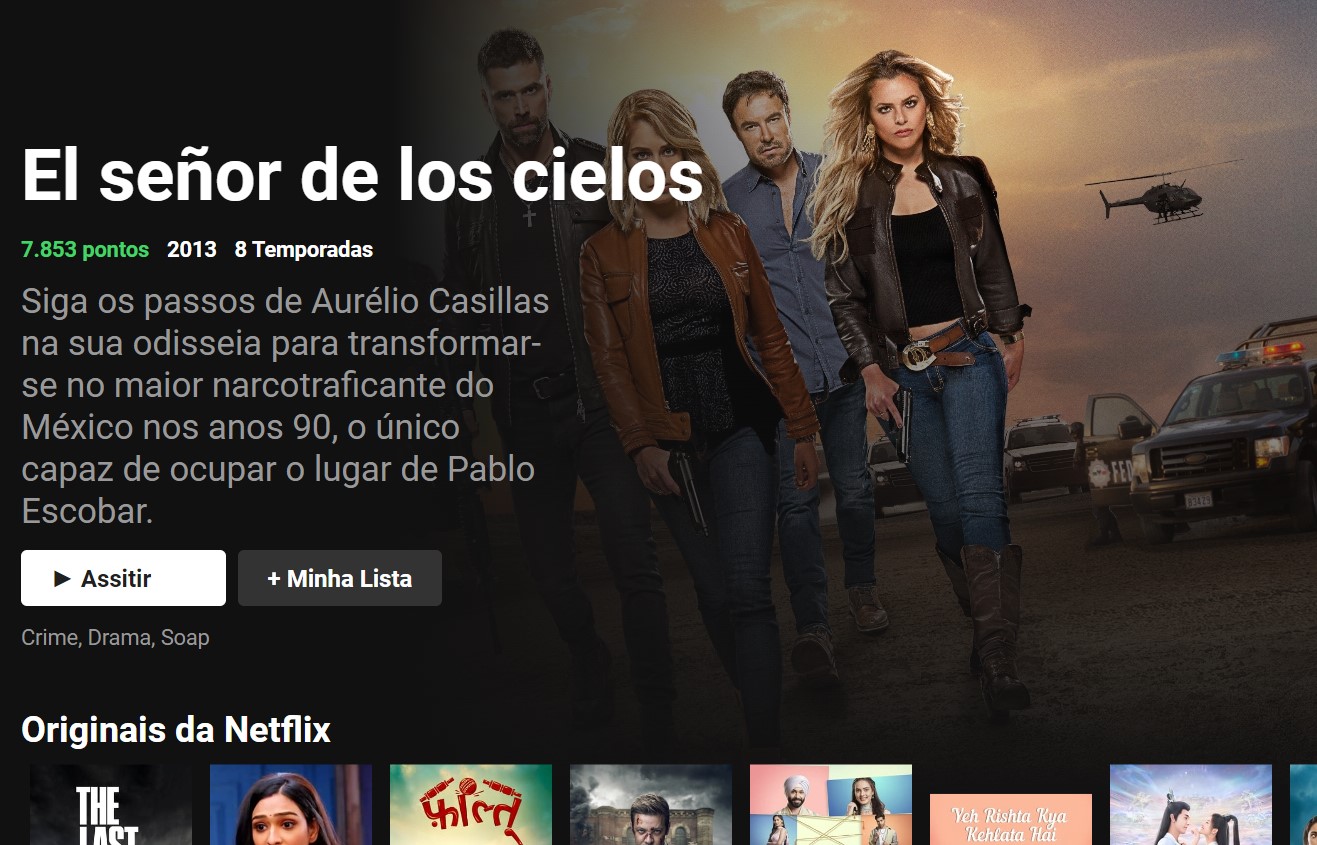 El señor de los cielos
7.853 pontos 2013 8 Temporadas
Siga os passos de Aurélio Casillas
na sua odisseia para transformar-
se no maior narcotraficante do
México nos anos 90, o único
capaz de ocupar o lugar de Pablo
Escobar.
► Assitir
+ Minha Lista
Crime, Drama, Soap
Originais da Netflix
THE
LAST
फालतू
Yeh Rishta Kya
Kehlata Hai